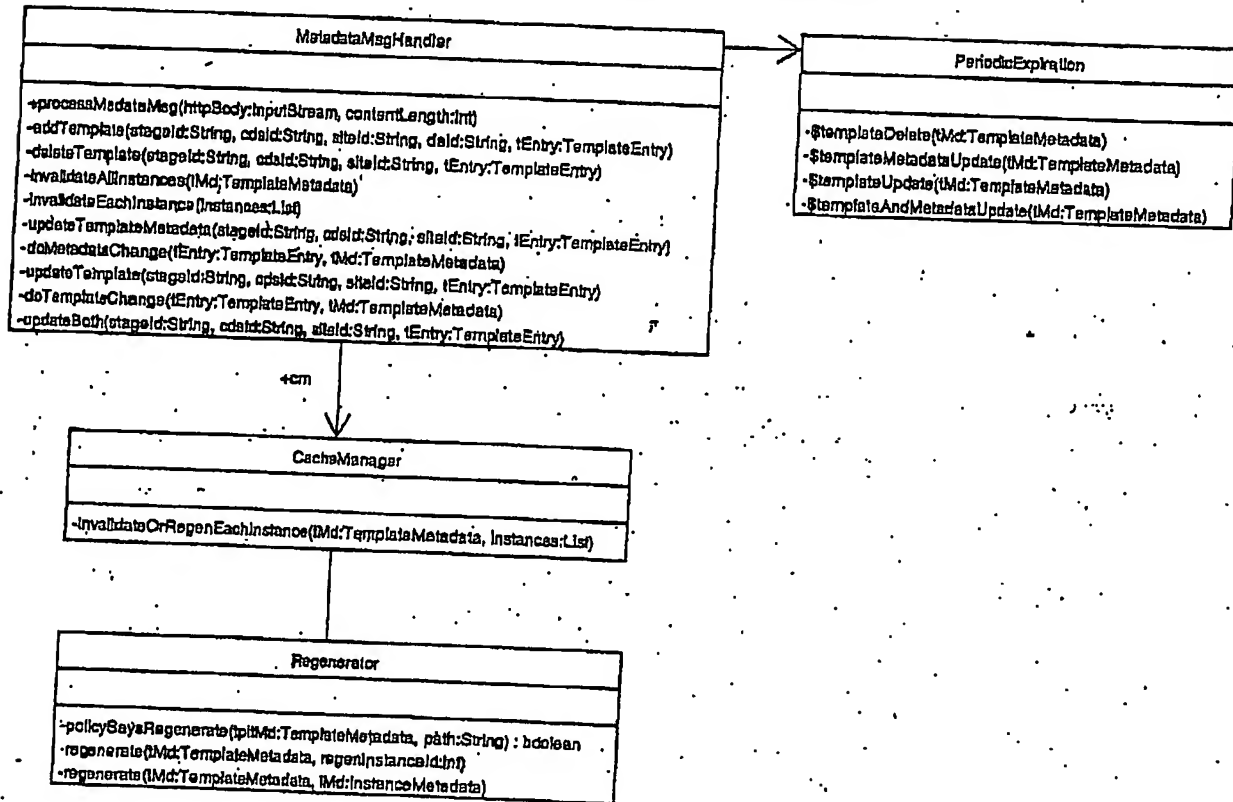 MetadataMsgHandler
+processMedataMsg(httpBody:InputStream, contentLength:int)
-addTemplate(stageId:String, cdsId:String, siteId:String, dsId:String, tEntry:TemplateEntry)
-deleteTemplate(stageId:String, cdsId:String, siteId:String, tEntry:TemplateEntry)
-invalidateAllInstances(tMd:TemplateMetadata)
-invalidateEachInstance(instances:List)
-updateTemplateMetadata(stageId:String, cdsId:String, siteId:String, tEntry:TemplateEntry)
-doMetadataChange(tEntry:TemplateEntry, tMd:TemplateMetadata)
-updateTemplate(stageId:String, cdsId:String, siteId:String, tEntry:TemplateEntry)
-doTemplateChange(tEntry:TemplateEntry, tMd:TemplateMetadata)
-updateBoth(stageId:String, cdsId:String, siteId:String, tEntry:TemplateEntry)
PeriodicExpiration
-$templateDelete(tMd:TemplateMetadata)
-$templateMetadataUpdate(tMd:TemplateMetadata)
-$templateUpdate(tMd:TemplateMetadata)
-$templateAndMetadataUpdate(tMd:TemplateMetadata)
+cm
CacheManager
-invalidateOrRegenEachInstance(tMd:TemplateMetadata, instances:List)
Regenerator
-policySaysRegenerate(tpltMd:TemplateMetadata, path:String) : boolean
-regenerate(tMd:TemplateMetadata, regenInstanceId:int)
-regenerate(tMd:TemplateMetadata, iMd:InstanceMetadata)